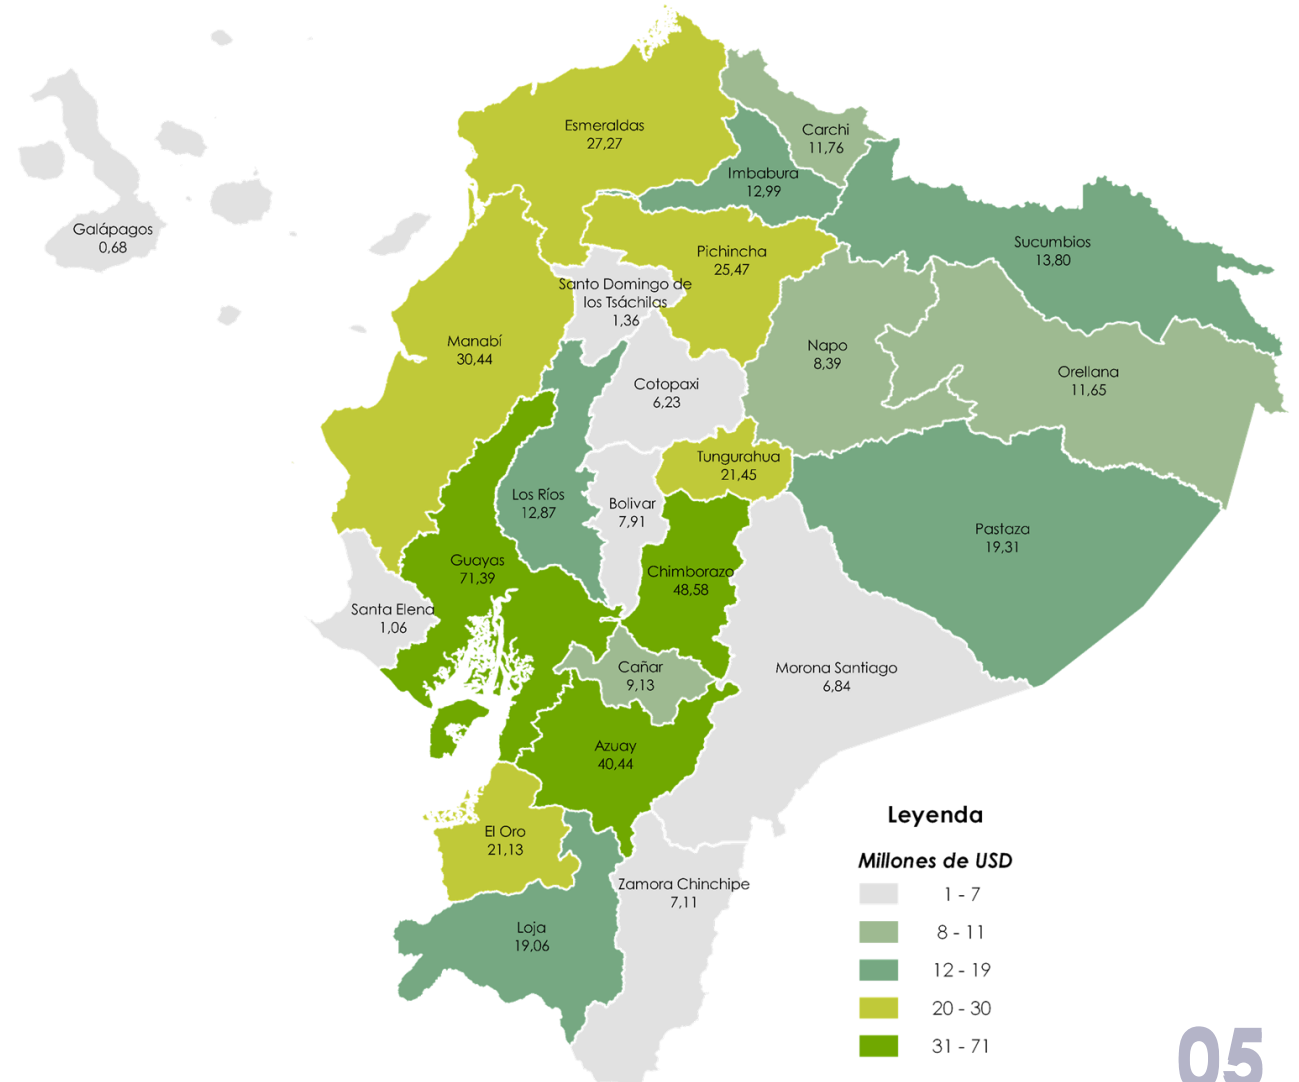 Esmeraldas
27,27
Carchi
11,76
Imbabura
12,99
Galápagos
0,68
Sucumbios
13,80
Pichincha
25,47
Santo Domingo de
los Tsáchilas
1,36
Manabí
30,44
Napo
8,39
Orellana
11,65
Cotopaxi
6,23
Tungurahua
21,45
Los Ríos
12,87
Bolivar
7,91
Pastaza
19,31
Guayas
71,39
Chimborazo
48,58
Santa Elena
1,06
Cañar
9,13
Morona Santiago
6,84
Azuay
40,44
El Oro
21,13
Zamora Chinchipe
7,11
Loja
19,06
Leyenda
Millones de USD
1 - 7
8 - 11
12 - 19
20 - 30
31 - 71
05